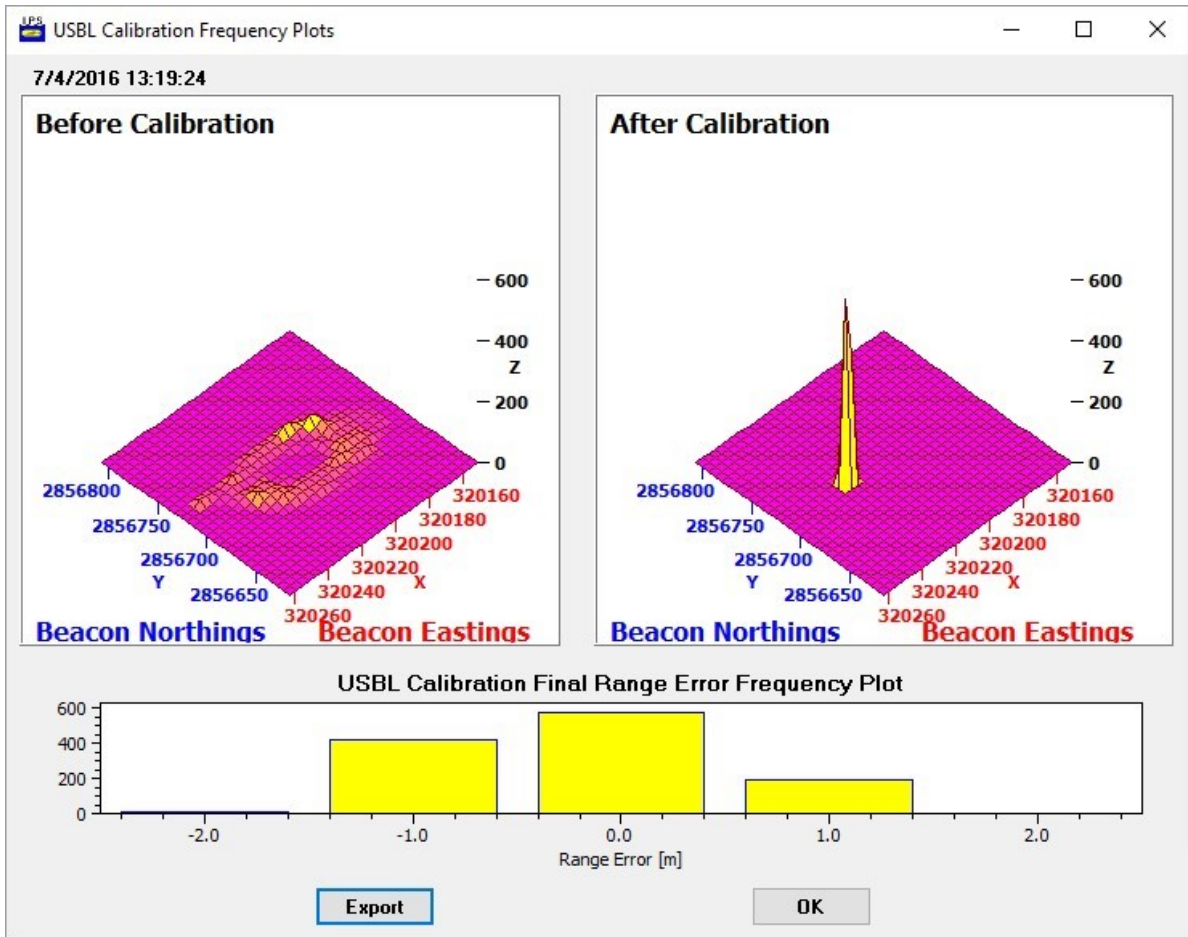 IPS
USBL Calibration Frequency Plots
7/4/2016 13:19:24
Before Calibration
600
400
Z
200
0
2856800
2856750
2856700
Y
2856650
320160
320180
320200
320220
X
320240
320260
Beacon Northings
Beacon Eastings
After Calibration
600
400
Z
200
0
2856800
2856750
2856700
Y
2856650
320160
320180
320200
320220
X
320240
320260
Beacon Northings
Beacon Eastings
USBL Calibration Final Range Error Frequency Plot
600
400
200
0
-2.0 -1.0 0.0 1.0 2.0
Range Error [m]
Export OK